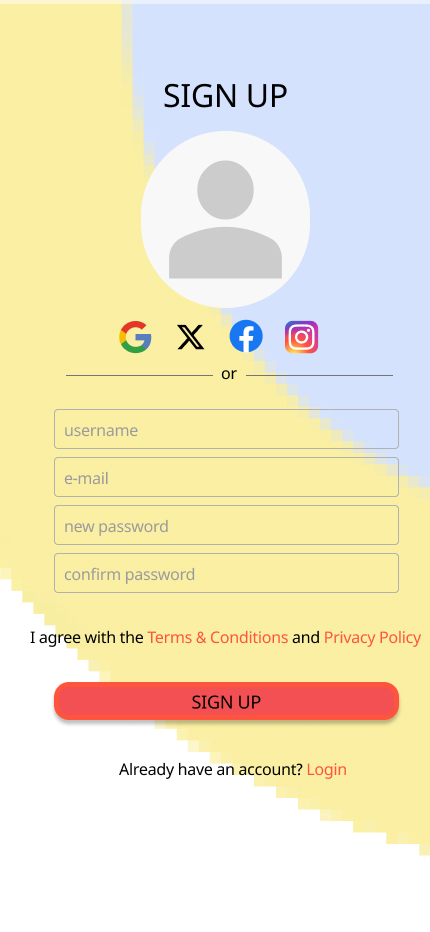 SIGN UP
or
username
e-mail
new password
confirm password
I agree with the Terms & Conditions and Privacy Policy
SIGN UP
Already have an account? Login